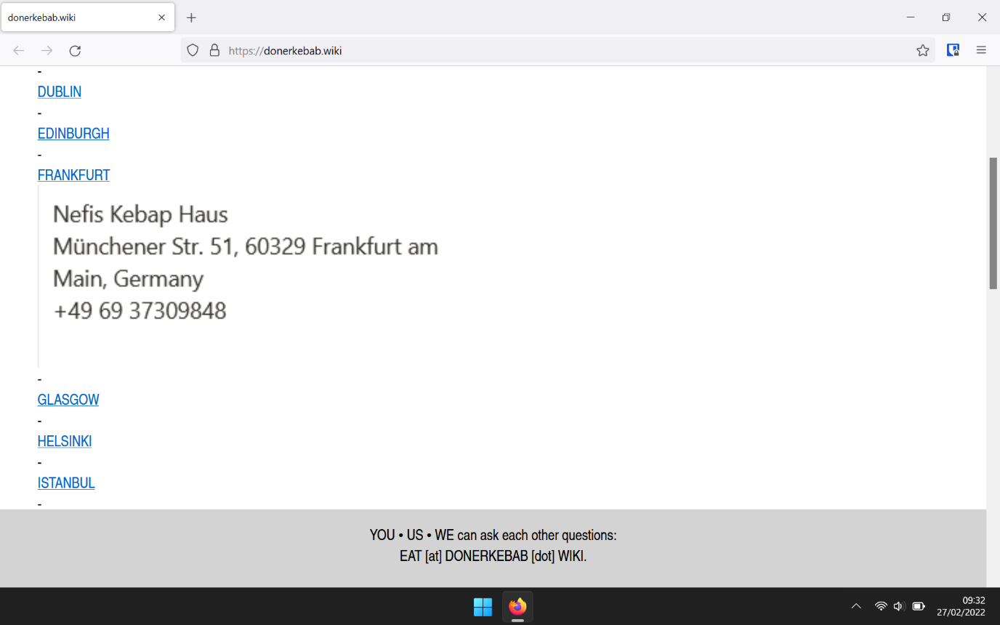 donerkebab.wiki
https://donerkebab.wiki
-
DUBLIN
-
EDINBURGH
-
FRANKFURT
Nefis Kebap Haus
Münchener Str. 51, 60329 Frankfurt am
Main, Germany
+49 69 37309848
-
GLASGOW
-
HELSINKI
-
ISTANBUL
-
YOU • US • WE can ask each other questions:
EAT [at] DONERKEBAB [dot] WIKI.
09:32
27/02/2022